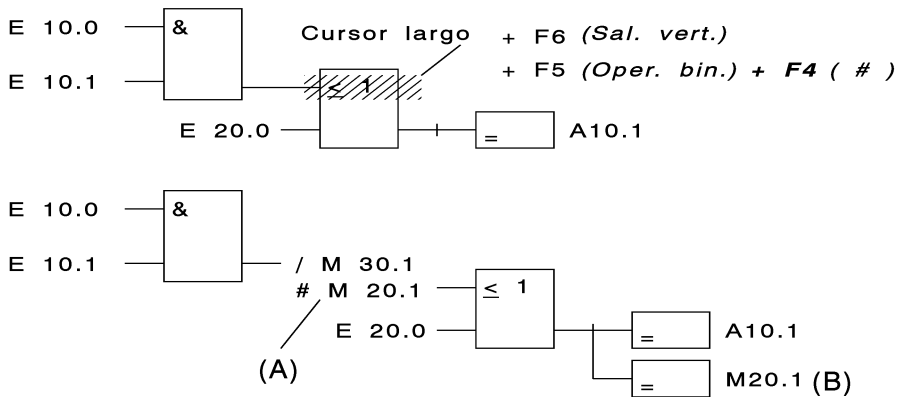 E 10.0 & Cursor largo + F6 (Sal. vert.)
E 10.1 + F5 (Oper. bin.) + F4 ( # )
≤ 1
E 20.0 = A10.1
E 10.0 &
E 10.1 / M 30.1
# M 20.1 ≤ 1
E 20.0 = A10.1
(A) = M20.1 (B)